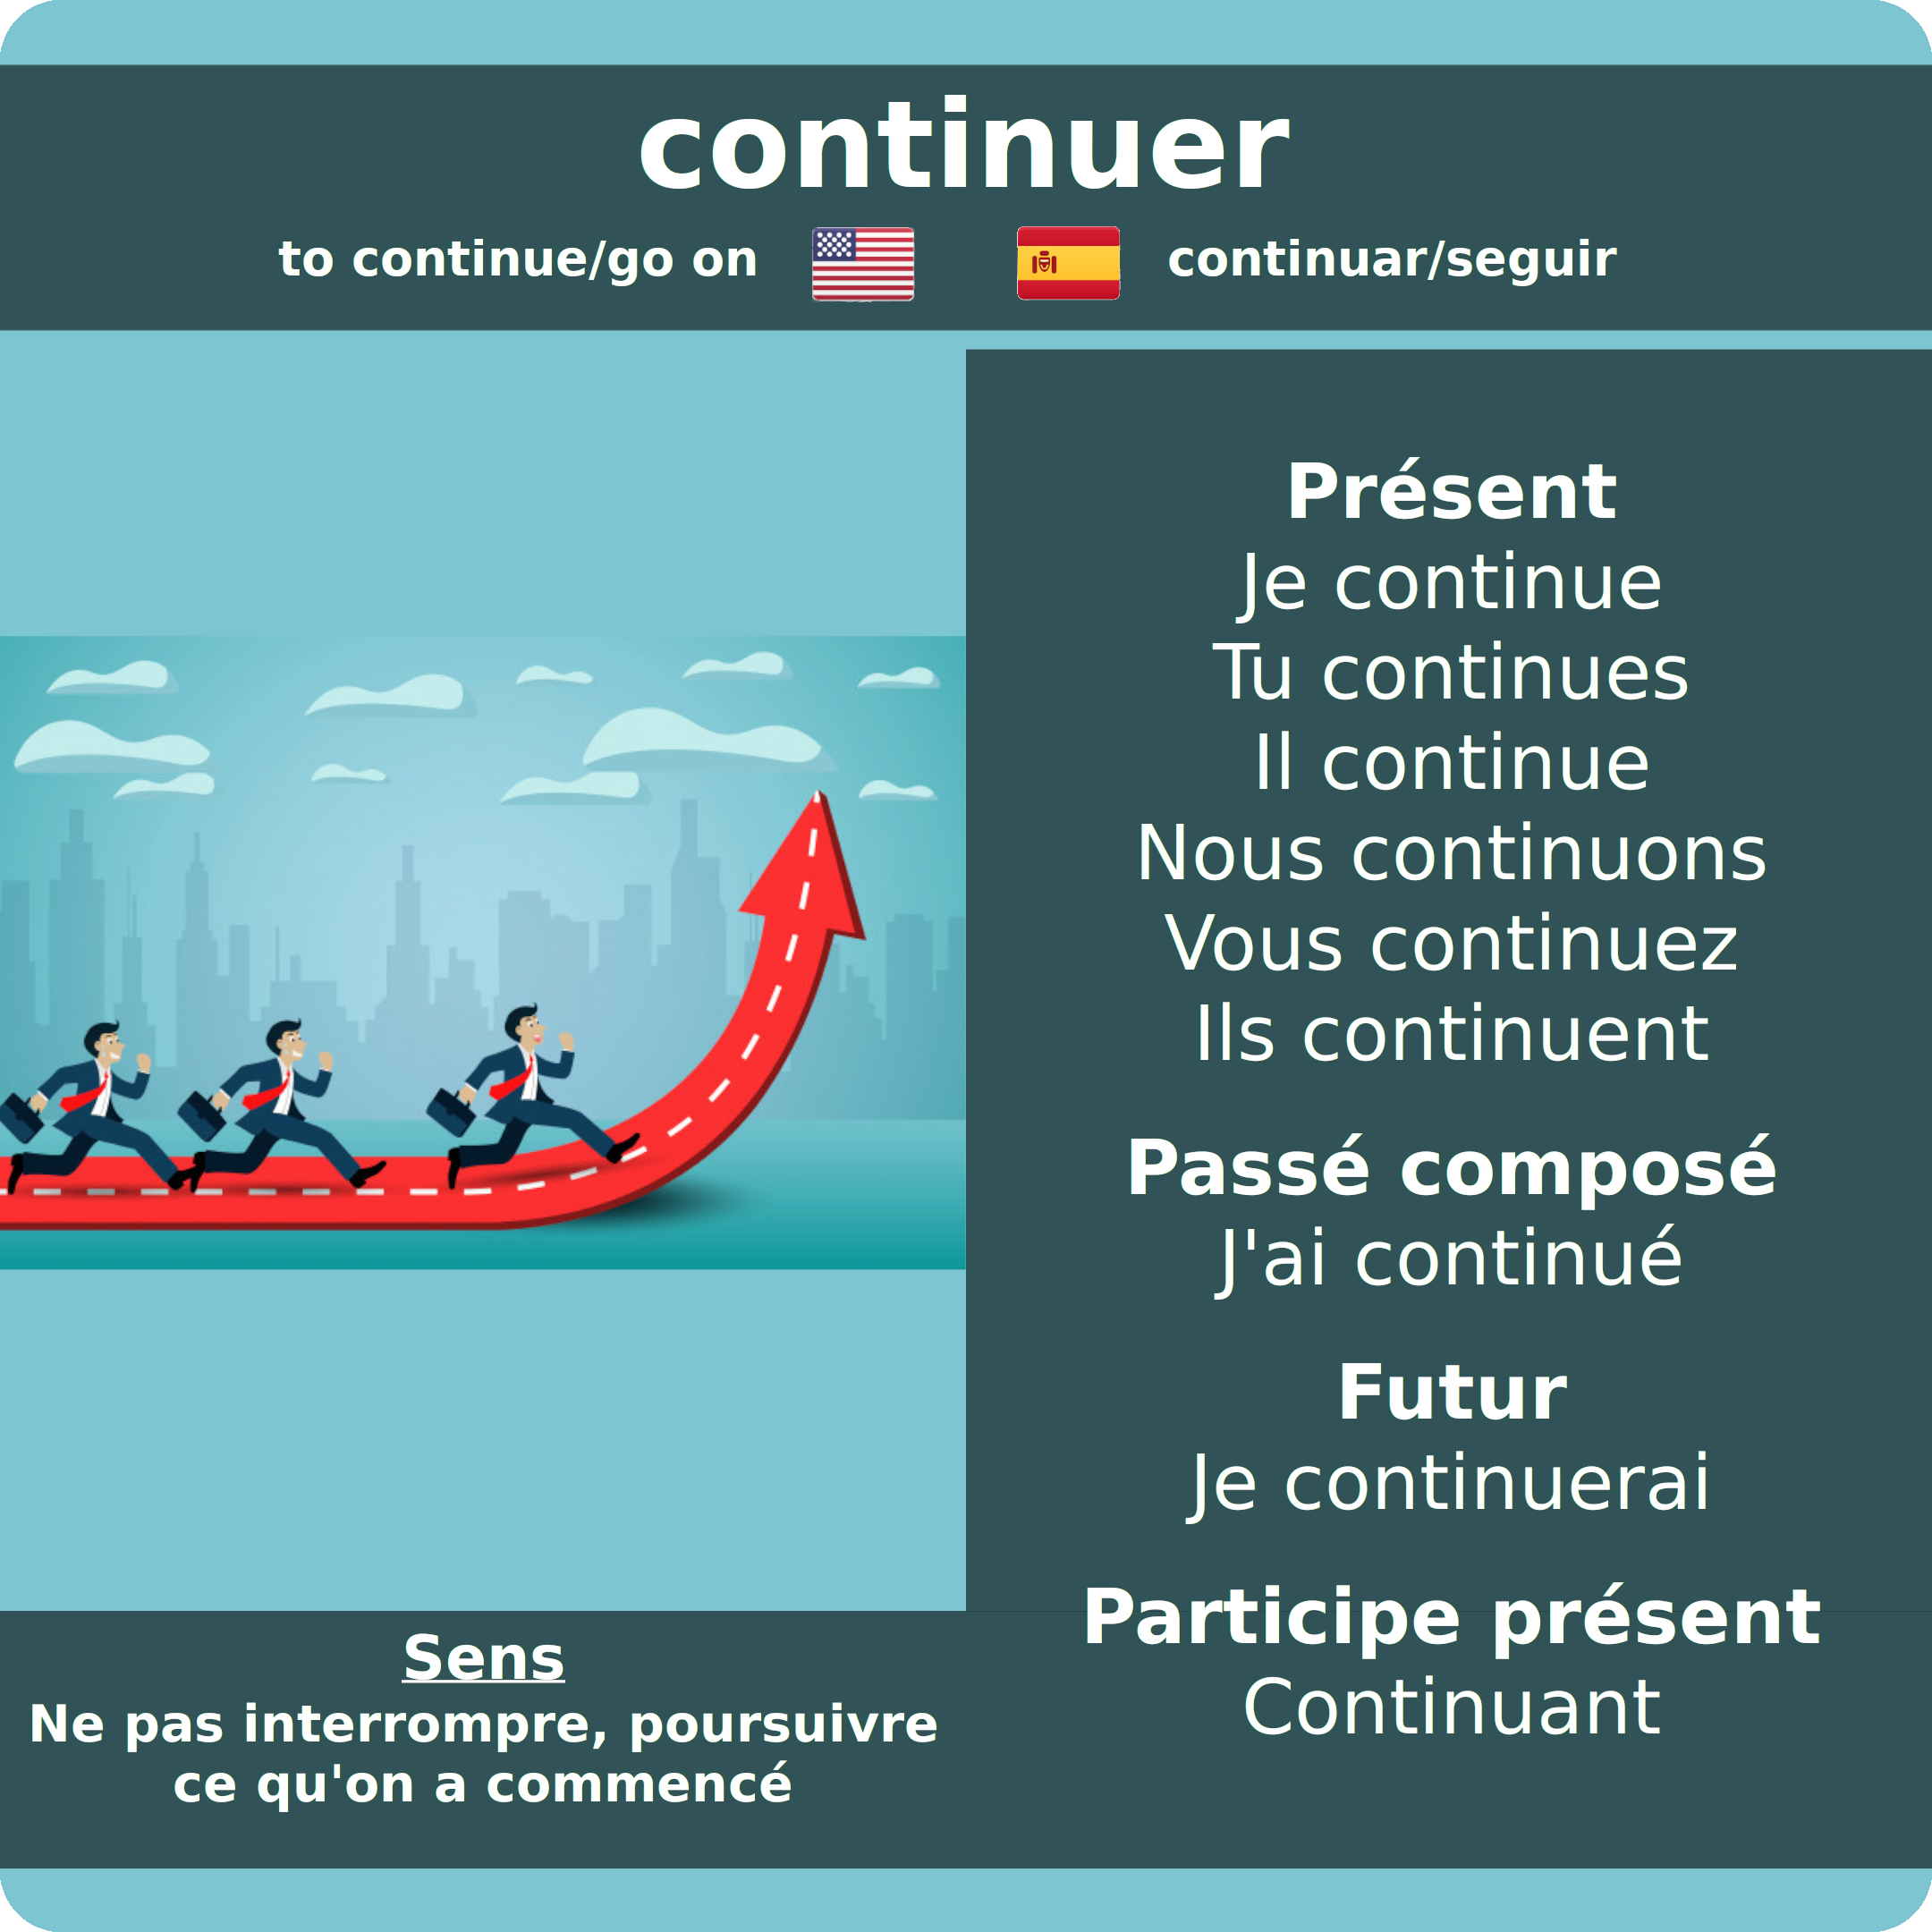 continuer
to continue/go on
continuar/seguir
Présent
Je continue
Tu continues
Il continue
Nous continuons
Vous continuez
Ils continuent
Passé composé
J'ai continué
Futur
Je continuerai
Participe présent
Continuant
Sens
Ne pas interrompre, poursuivre
ce qu'on a commencé